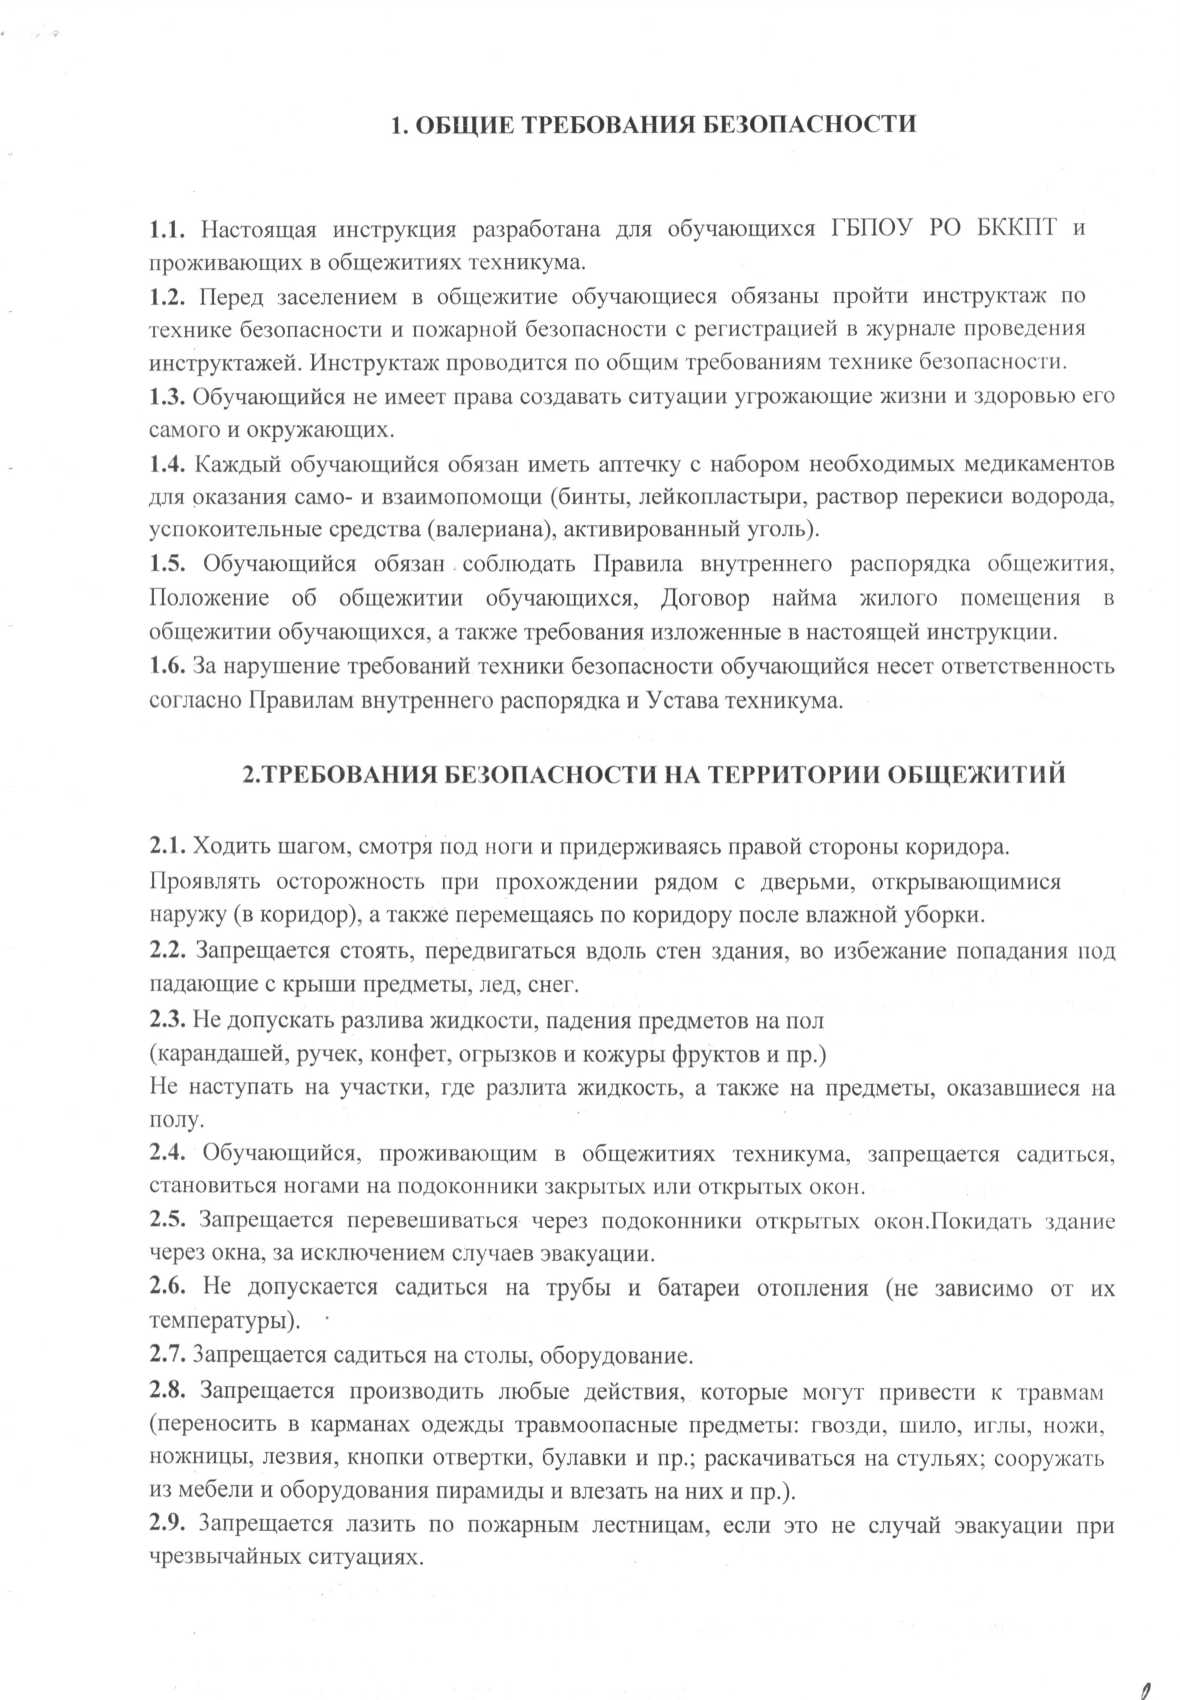 1. ОБЩИЕ ТРЕБОВАНИЯ БЕЗОПАСНОСТИ
1.1. Настоящая инструкция разработана для обучающихся ГБПОУ РО БККПТ и
проживающих в общежитиях техникума.
1.2. Перед заселением в общежитие обучающиеся обязаны пройти инструктаж по
технике безопасности и пожарной безопасности с регистрацией в журнале проведения
инструктажей. Инструктаж проводится по общим требованиям технике безопасности.
1.3. Обучающийся не имеет права создавать ситуации угрожающие жизни и здоровью его
самого и окружающих.
1.4. Каждый обучающийся обязан иметь аптечку с набором необходимых медикаментов
для оказания само- и взаимопомощи (бинты, лейкопластыри, раствор перекиси водорода,
успокоительные средства (валериана), активированный уголь).
1.5. Обучающийся обязан соблюдать Правила внутреннего распорядка общежития,
Положение об общежитии обучающихся, Договор найма жилого помещения в
общежитии обучающихся, а также требования изложенные в настоящей инструкции.
1.6. За нарушение требований техники безопасности обучающийся несет ответственность
согласно Правилам внутреннего распорядка и Устава техникума.
2.ТРЕБОВАНИЯ БЕЗОПАСНОСТИ НА ТЕРРИТОРИИ ОБЩЕЖИТИЙ
2.1. Ходить шагом, смотря под ноги и придерживаясь правой стороны коридора.
Проявлять осторожность при прохождении рядом с дверьми, открывающимися
наружу (в коридор), а также перемещаясь по коридору после влажной уборки.
2.2. Запрещается стоять, передвигаться вдоль стен здания, во избежание попадания под
падающие с крыши предметы, лед, снег.
2.3. Не допускать разлива жидкости, падения предметов на пол
(карандашей, ручек, конфет, огрызков и кожуры фруктов и пр.)
Не наступать на участки, где разлита жидкость, а также на предметы, оказавшиеся на
полу.
2.4. Обучающийся, проживающим в общежитиях техникума, запрещается садиться,
становиться ногами на подоконники закрытых или открытых окон.
2.5. Запрещается перевешиваться через подоконники открытых окон.Покидать здание
через окна, за исключением случаев эвакуации.
2.6. Не допускается садиться на трубы и батареи отопления (не зависимо от их
температуры).
2.7. Запрещается садиться на столы, оборудование.
2.8. Запрещается производить любые действия, которые могут привести к травмам
(переносить в карманах одежды травмоопасные предметы: гвозди, шило, иглы, ножи,
ножницы, лезвия, кнопки отвертки, булавки и пр.; раскачиваться на стульях; сооружать
из мебели и оборудования пирамиды и влезать на них и пр.).
2.9. Запрещается лазить по пожарным лестницам, если это не случай эвакуации при
чрезвычайных ситуациях.